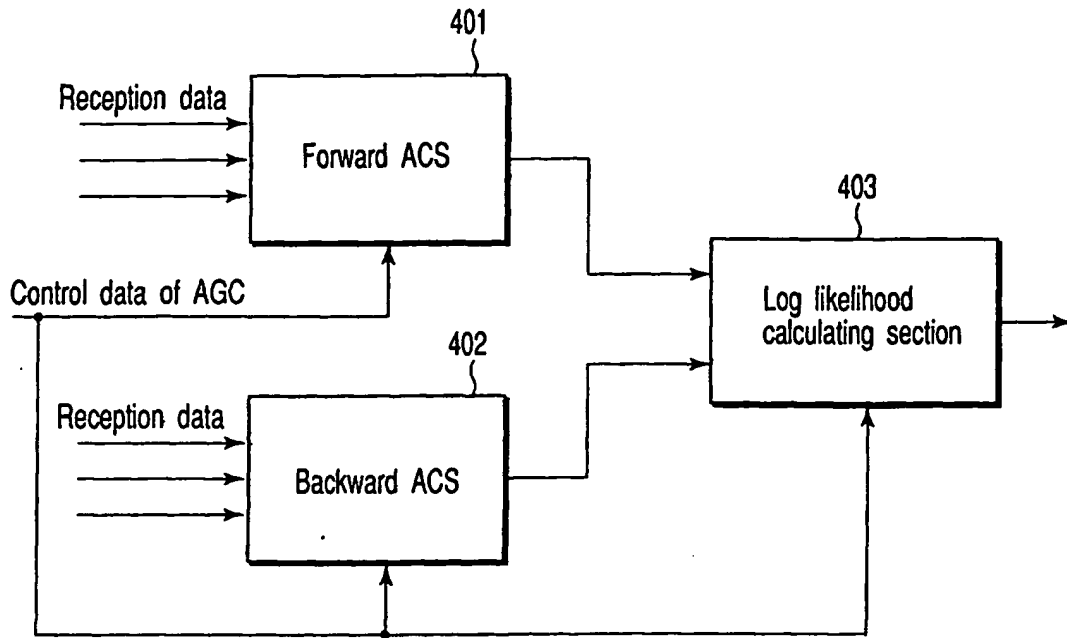 401
Reception data
Forward ACS
403
Control data of AGC
Log likelihood
calculating section
402
Reception data
Backward ACS